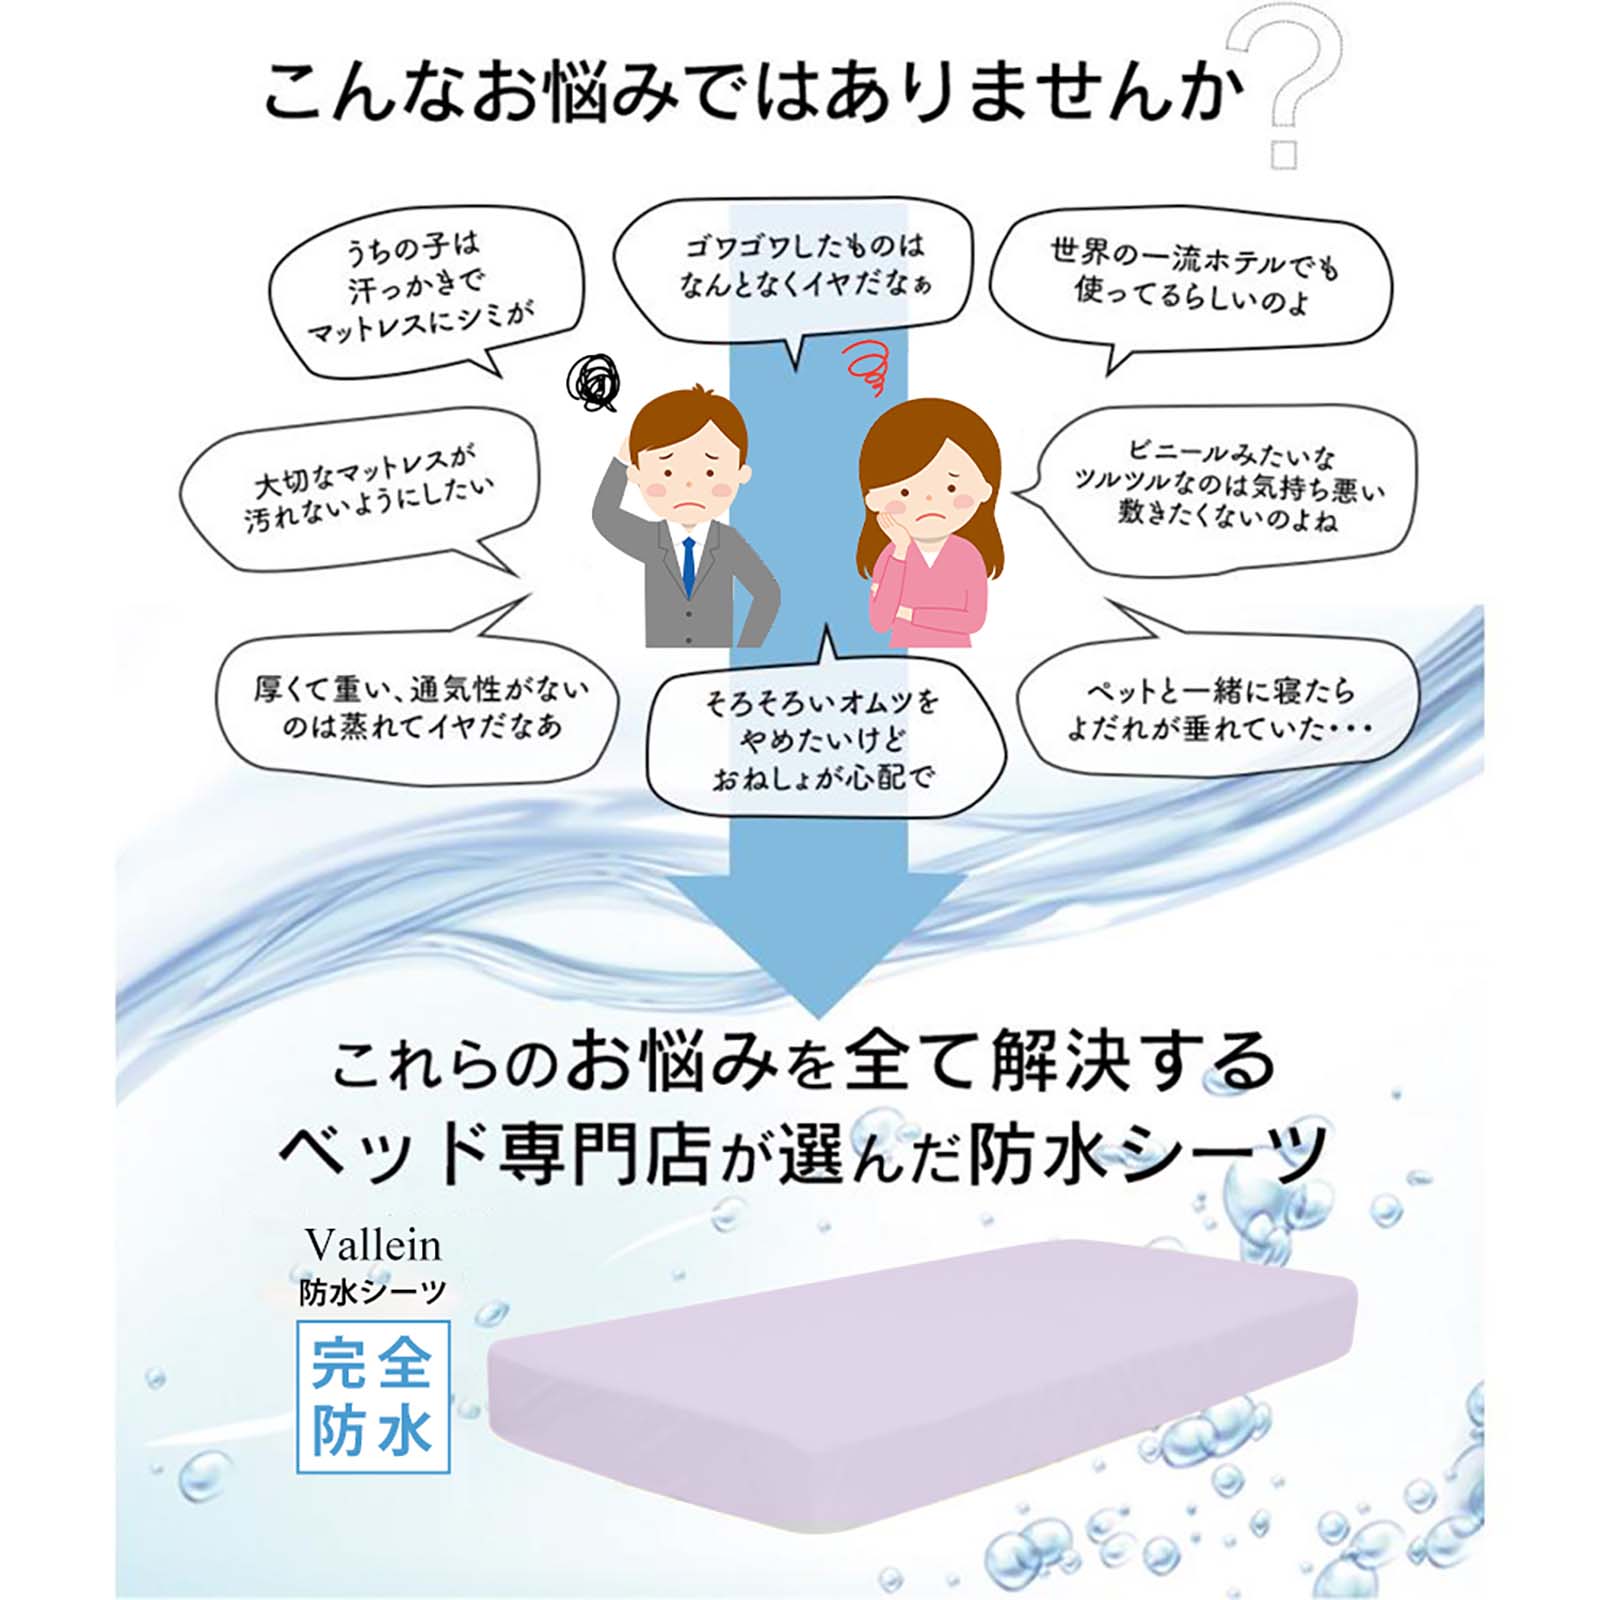 こんなお悩みではありませんか?
うちの子は
汗っかきで
マットレスにシミが
ゴワゴワしたものは
なんとなくイヤだなぁ
世界の一流ホテルでも
使ってるらしいのよ
大切なマットレスが
汚れないようにしたい
ビニールみたいな
ツルツルなのは気持ち悪い
敷きたくないのよね
厚くて重い、通気性がない
のは蒸れてイヤだなあ
そろそろいオムツを
やめたいけど
おねしょが心配で
ペットと一緒に寝たら
よだれが垂れていた・・・
これらのお悩みを全て解決する
ベッド専門店が選んだ防水シーツ
Vallein
防水シーツ
完全
防水